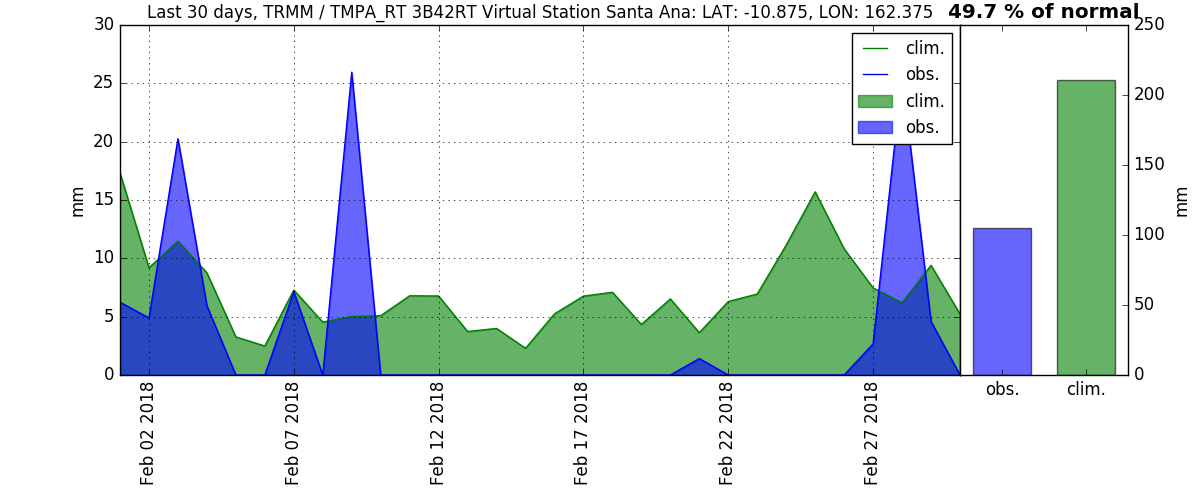 Last 30 days, TRMM / TMPA_RT 3B42RT Virtual Station Santa Ana: LAT: -10.875, LON: 162.375
49.7 % of normal
30
25
20
15
10
5
0
mm
clim.
obs.
clim.
obs.
250
200
150
100
50
0
mm
Feb 02 2018
Feb 07 2018
Feb 12 2018
Feb 17 2018
Feb 22 2018
Feb 27 2018
obs.
clim.